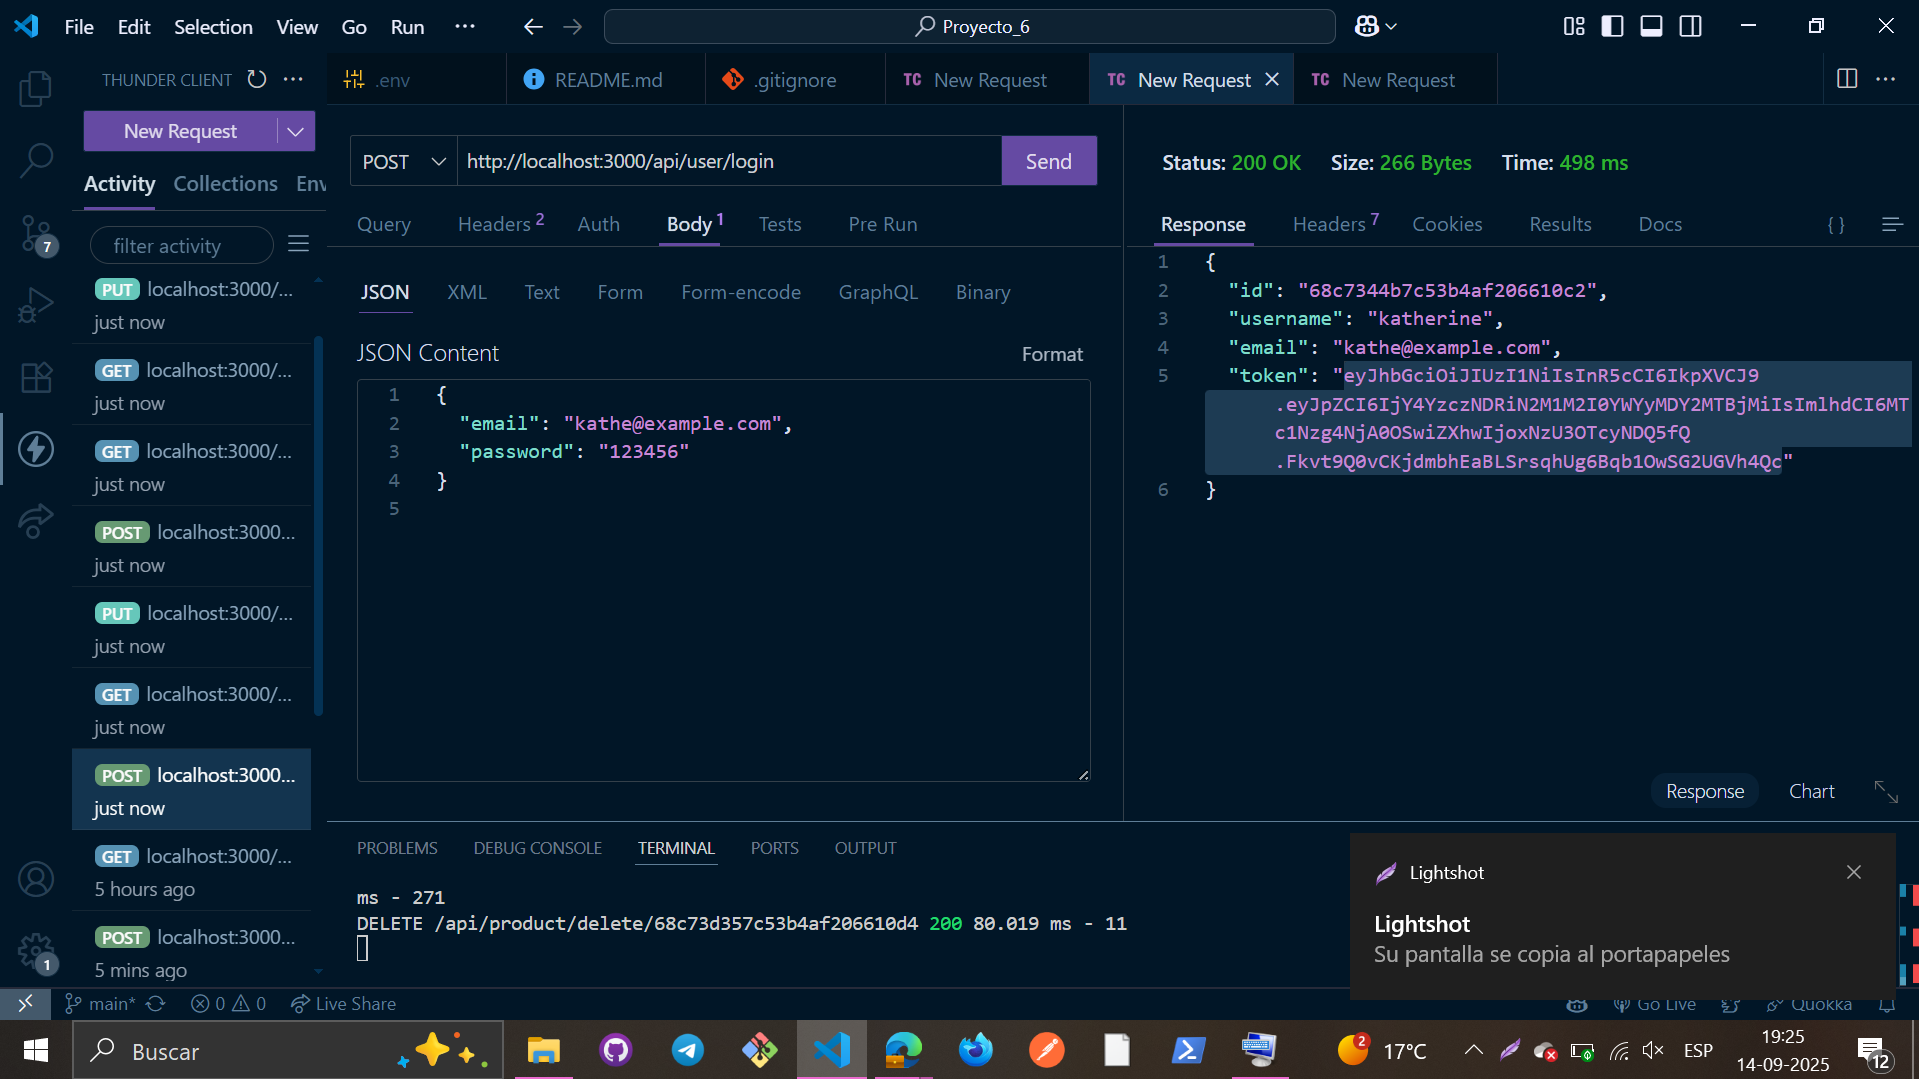 File Edit Selection View Go Run ··· Proyecto_6
THUNDER CLIENT ···
.env README.md .gitignore TC New Request TC New Request TC New Request ···
New Request
Activity Collections Env
filter activity
PUT localhost:3000/...
just now
GET localhost:3000/...
just now
GET localhost:3000/...
just now
POST localhost:3000...
just now
PUT localhost:3000/...
just now
GET localhost:3000/...
just now
POST localhost:3000...
just now
GET localhost:3000/...
5 hours ago
POST localhost:3000...
5 mins ago
7
1
POST http://localhost:3000/api/user/login Send
Query Headers 2 Auth Body 1 Tests Pre Run
JSON XML Text Form Form-encode GraphQL Binary
JSON Content Format
1 {
2 "email": "kathe@example.com",
3 "password": "123456"
4 }
5
Status: 200 OK Size: 266 Bytes Time: 498 ms
Response Headers 7 Cookies Results Docs { }
1 {
2 "id": "68c7344b7c53b4af206610c2",
3 "username": "katherine",
4 "email": "kathe@example.com",
5 "token": "eyJhbGciOiJIUzI1NiIsInR5cCI6IkpXVCJ9
.eyJpZCI6IjY4YzczNDRiN2M1M2I0YWYyMDY2MTBjMiIsImlhdCI6MT
c1Nzg4NjA0OSwiZXhwIjoxNzU3OTcyNDQ5fQ
.Fkvt9Q0vCKjdmbhEaBLSrsqhUg6Bqb1OwSG2UGVh4Qc"
6 }
Response Chart
PROBLEMS DEBUG CONSOLE TERMINAL PORTS OUTPUT
ms - 271
DELETE /api/product/delete/68c73d357c53b4af206610d4 200 80.019 ms - 11
Lightshot
Lightshot
Su pantalla se copia al portapapeles
main* 0 0 Live Share Go Live Quokka
Buscar 2 17°C ESP 19:25
14-09-2025 12